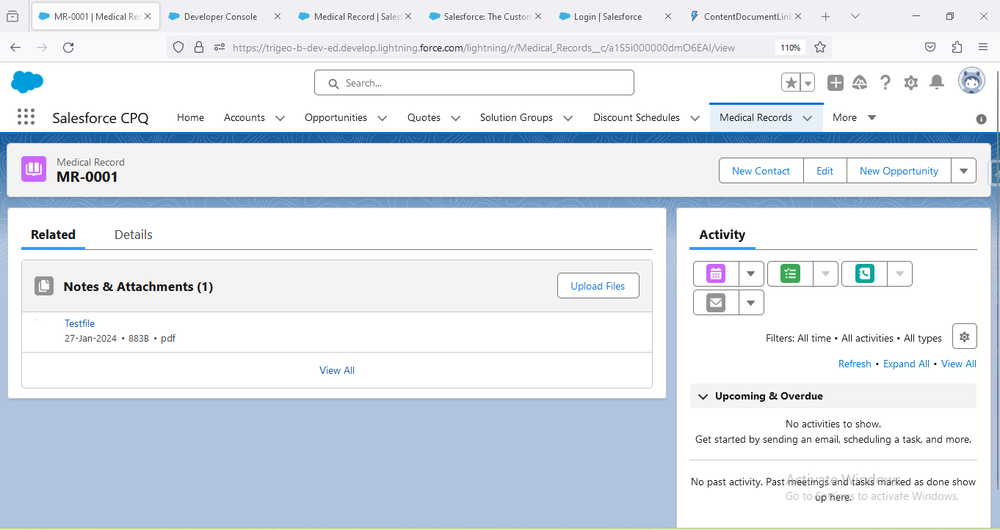 MR-0001 | Medical Rec
Developer Console
Medical Record | Salesf
Salesforce: The Custom
Login | Salesforce
ContentDocumentLink
https://trigeo-b-dev-ed.develop.lightning.force.com/lightning/r/Medical_Records__c/a1S5i000000dmO6EAI/view
110%
Search...
Salesforce CPQ
Home
Accounts
Opportunities
Quotes
Solution Groups
Discount Schedules
Medical Records
More
Medical Record
MR-0001
New Contact
Edit
New Opportunity
Related
Details
Notes & Attachments (1)
Upload Files
Testfile
27-Jan-2024 • 883B • pdf
View All
Activity
Filters: All time • All activities • All types
Refresh • Expand All • View All
Upcoming & Overdue
No activities to show.
Get started by sending an email, scheduling a task, and more.
No past activity. Past meetings and tasks marked as done show
up here.
Activate Windows
Go to Settings to activate Windows.